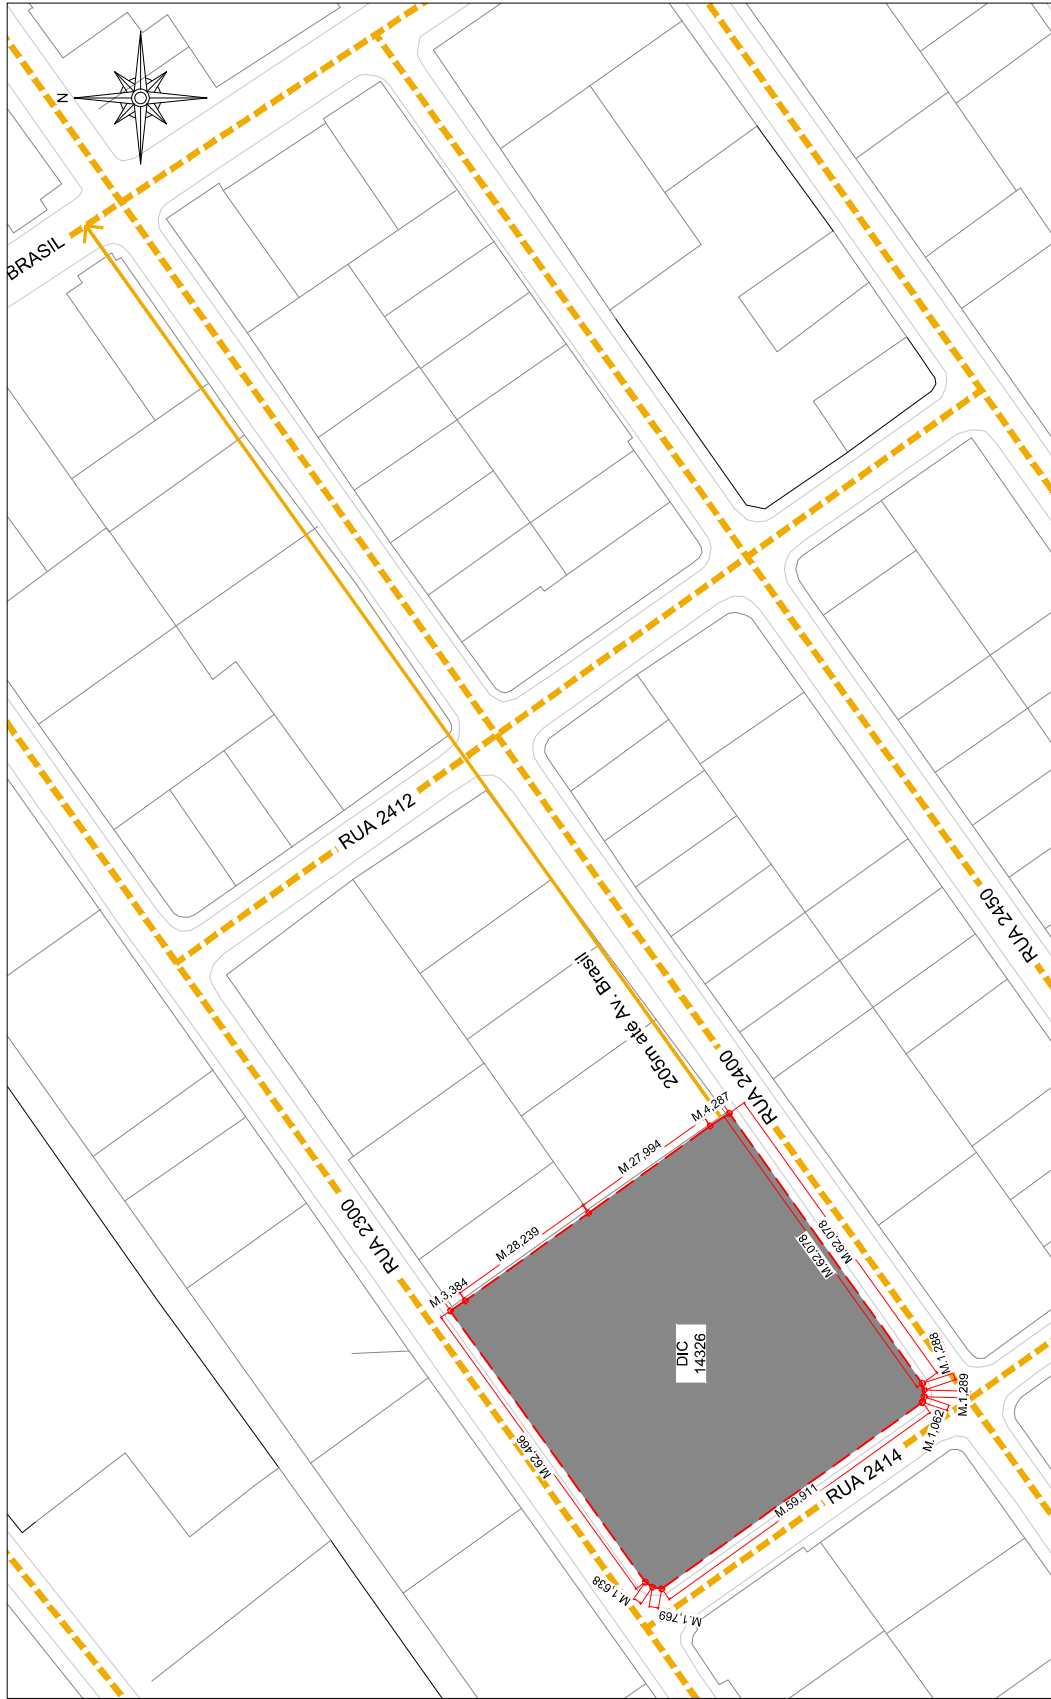 N
BRASIL
RUA 2412
205m até Av. Brasil
RUA 2450
RUA 2400
RUA 2300
M.4,287
M.27,994
M.28,239
M.3,384
M.62,078
M.62,078
DIC
14326
M.62,466
M.1,288
M.1,289
M.1,062
RUA 2414
M.59,911
M.1,638
M.1,769